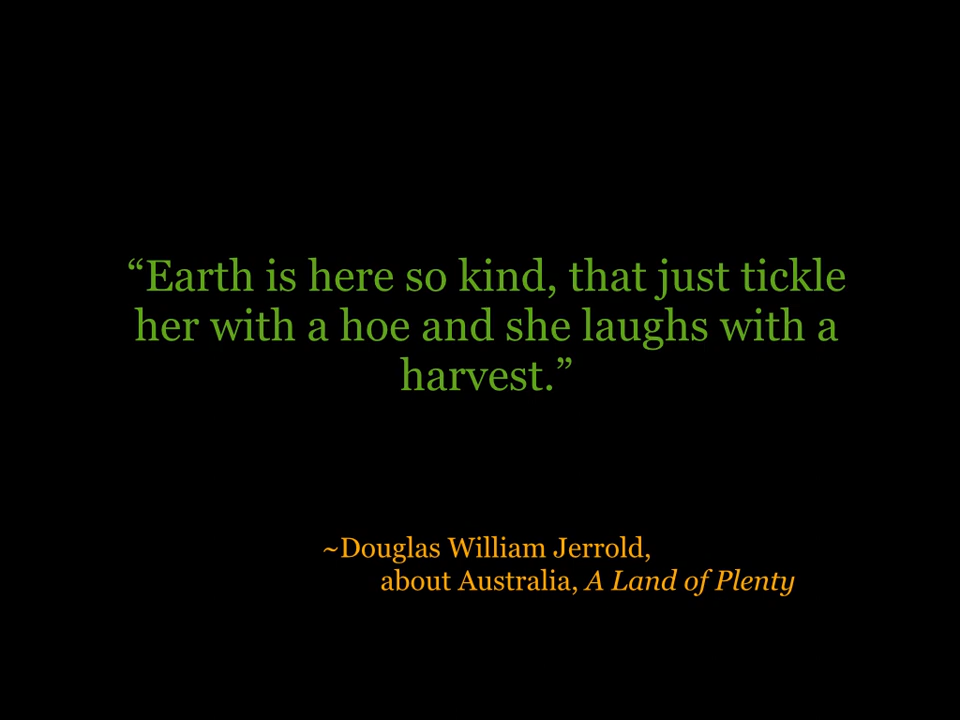 “Earth is here so kind, that just tickle
her with a hoe and she laughs with a
harvest.”
~Douglas William Jerrold,
about Australia, A Land of Plenty